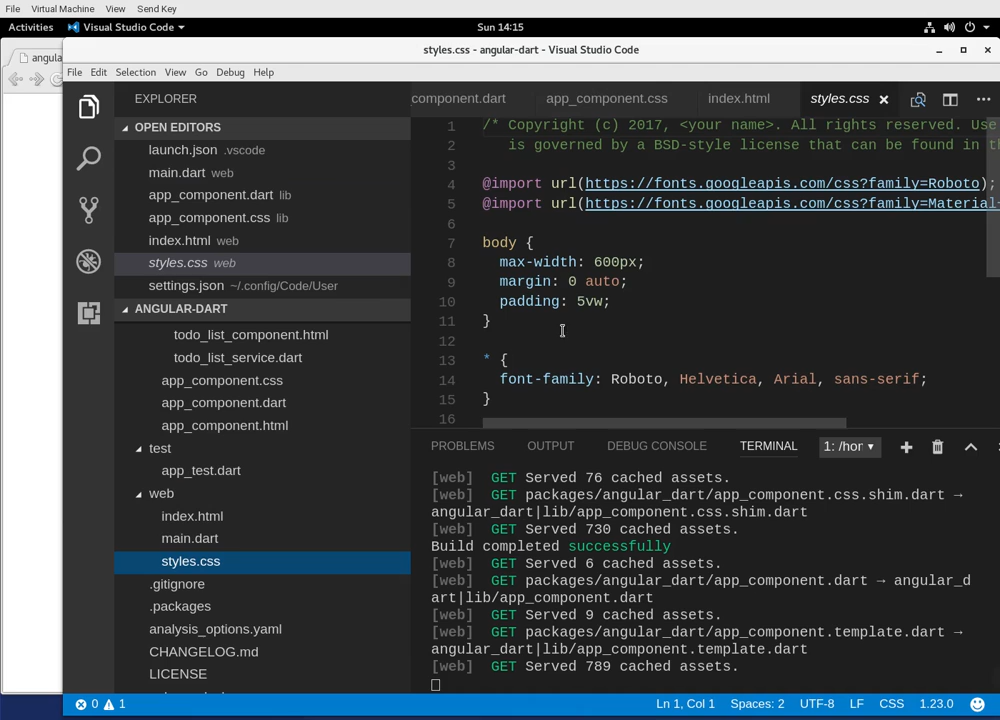 File Virtual Machine View Send Key
Activities Visual Studio Code Sun 14:15
angula
styles.css - angular-dart - Visual Studio Code
File Edit Selection View Go Debug Help
EXPLORER
OPEN EDITORS
launch.json .vscode
main.dart web
app_component.dart lib
app_component.css lib
index.html web
styles.css web
settings.json ~/.config/Code/User
ANGULAR-DART
todo_list_component.html
todo_list_service.dart
app_component.css
app_component.dart
app_component.html
test
app_test.dart
web
index.html
main.dart
styles.css
.gitignore
.packages
analysis_options.yaml
CHANGELOG.md
LICENSE
component.dart app_component.css index.html styles.css
1 /* Copyright (c) 2017, <your name>. All rights reserved. Use
2 is governed by a BSD-style license that can be found in t
3
4 @import url(https://fonts.googleapis.com/css?family=Roboto);
5 @import url(https://fonts.googleapis.com/css?family=Material
6
7 body {
8 max-width: 600px;
9 margin: 0 auto;
10 padding: 5vw;
11 }
12
13 * {
14 font-family: Roboto, Helvetica, Arial, sans-serif;
15 }
16
PROBLEMS OUTPUT DEBUG CONSOLE TERMINAL 1: /hor
[web] GET Served 76 cached assets.
[web] GET packages/angular_dart/app_component.css.shim.dart →
angular_dart|lib/app_component.css.shim.dart
[web] GET Served 730 cached assets.
Build completed successfully
[web] GET Served 6 cached assets.
[web] GET packages/angular_dart/app_component.dart → angular_d
art|lib/app_component.dart
[web] GET Served 9 cached assets.
[web] GET packages/angular_dart/app_component.template.dart →
angular_dart|lib/app_component.template.dart
[web] GET Served 789 cached assets.
0 1 Ln 1, Col 1 Spaces: 2 UTF-8 LF CSS 1.23.0